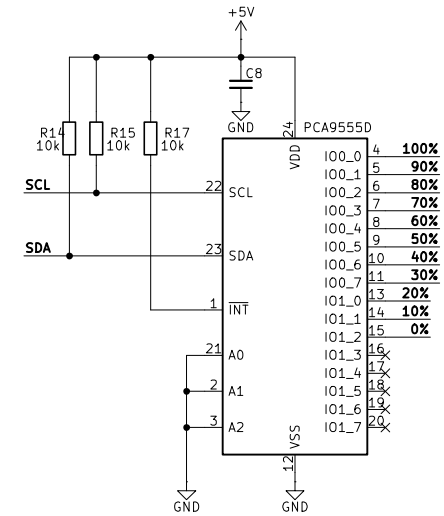 +5V
C8
GND
R14
10k
R15
10k
R17
10k
24
PCA9555D
VDD
SCL
22
SCL
SDA
23
SDA
1
INT
21
A0
2
A1
3
A2
IO0_0
4
100%
IO0_1
5
90%
IO0_2
6
80%
IO0_3
7
70%
IO0_4
8
60%
IO0_5
9
50%
IO0_6
10
40%
IO0_7
11
30%
IO1_0
13
20%
IO1_1
14
10%
IO1_2
15
0%
IO1_3
16
IO1_4
17
IO1_5
18
IO1_6
19
IO1_7
20
VSS
12
GND
GND